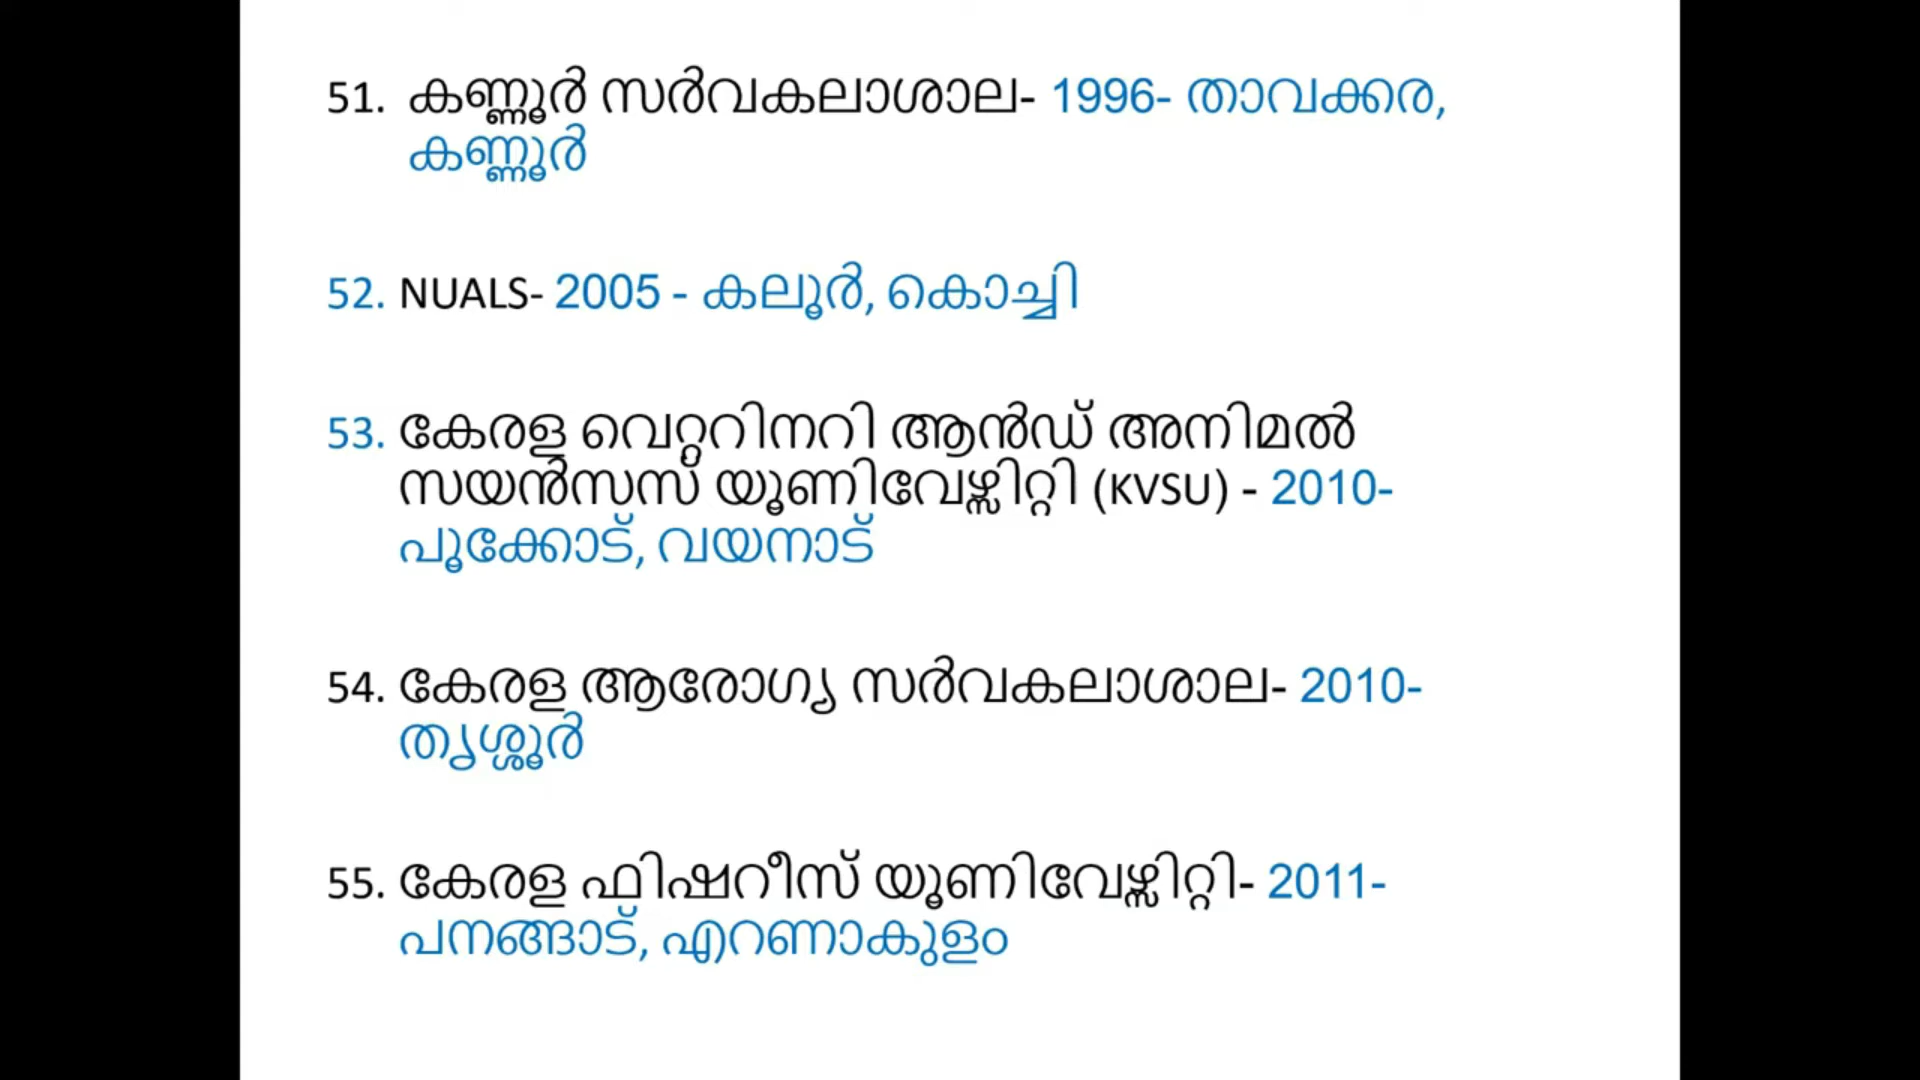 51. കണ്ണൂർ സർവകലാശാല- 1996- താവക്കര,
കണ്ണൂർ
52. NUALS- 2005 - കലൂർ, കൊച്ചി
53. കേരള വെറ്ററിനറി ആൻഡ് അനിമൽ
സയൻസസ് യൂണിവേഴ്സിറ്റി (KVSU) - 2010-
പൂക്കോട്, വയനാട്
54. കേരള ആരോഗ്യ സർവകലാശാല- 2010-
തൃശ്ശൂർ
55. കേരള ഫിഷറീസ് യൂണിവേഴ്സിറ്റി- 2011-
പനങ്ങാട്, എറണാകുളം